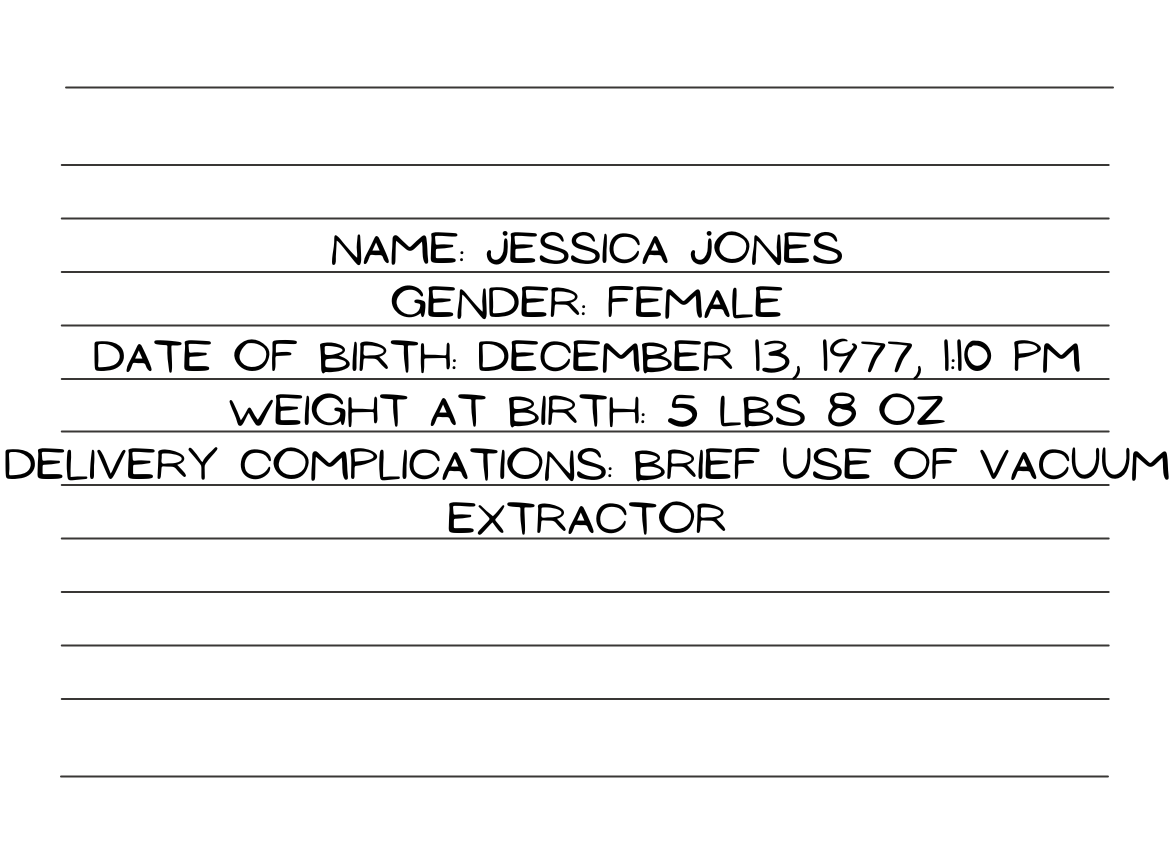 NAME: JESSICA JONES
GENDER: FEMALE
DATE OF BIRTH: DECEMBER 13, 1977, 1:10 PM
WEIGHT AT BIRTH: 5 LBS 8 OZ
DELIVERY COMPLICATIONS: BRIEF USE OF VACUUM
EXTRACTOR